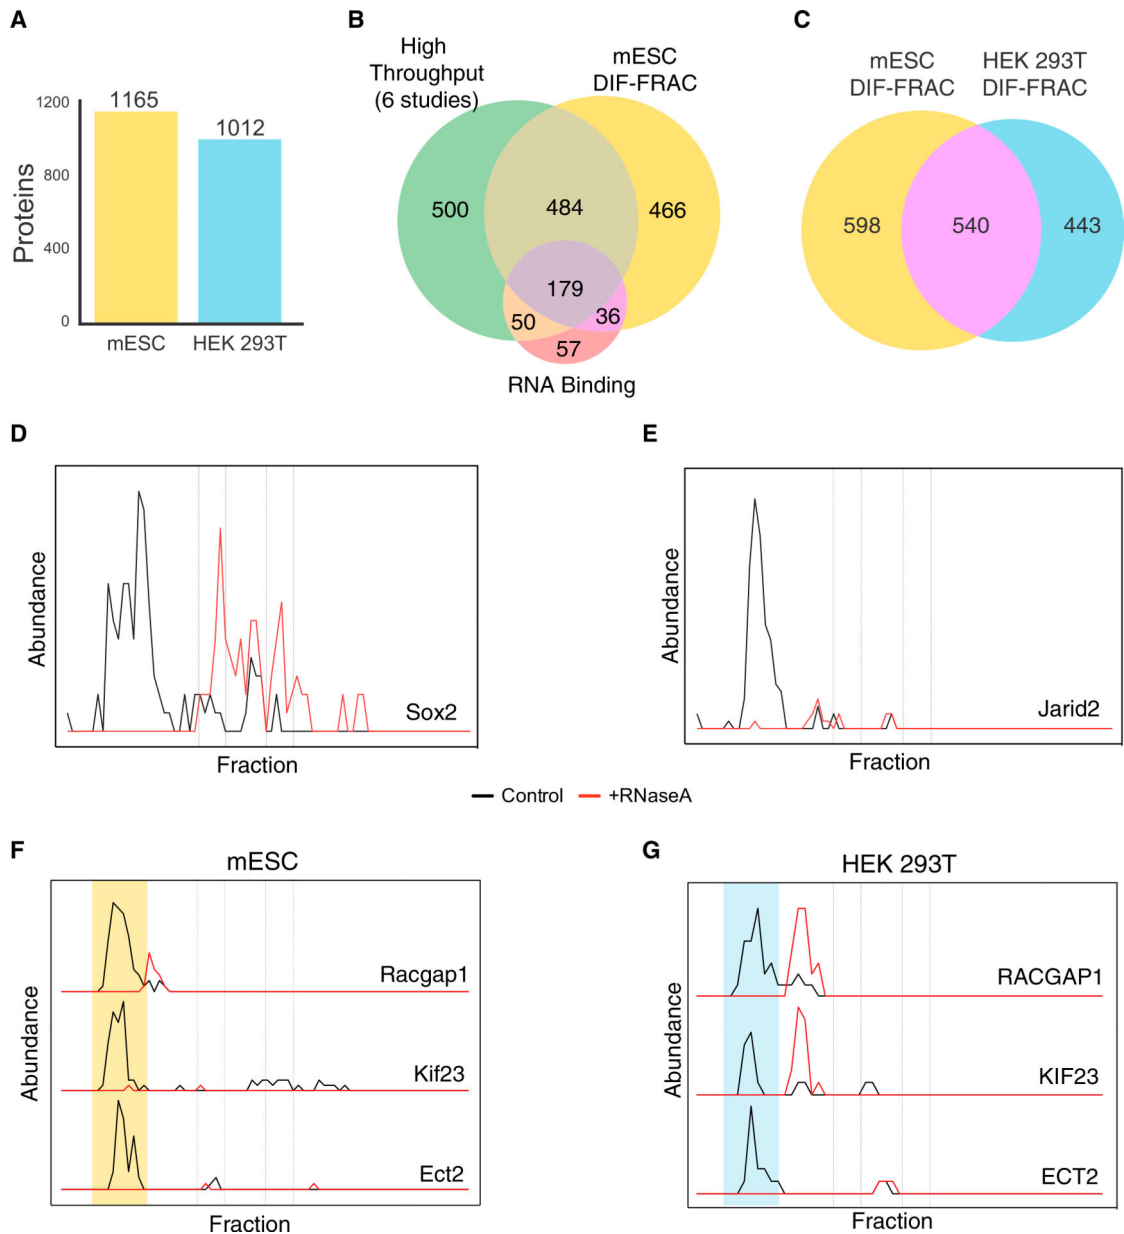 A
1200
800
400
0
Proteins
1165
1012
mESC
HEK 293T
B
High
Throughput
(6 studies)
mESC
DIF-FRAC
500
484
466
179
50
36
57
RNA Binding
C
mESC
DIF-FRAC
HEK 293T
DIF-FRAC
598
540
443
D
Abundance
Sox2
Fraction
E
Abundance
Jarid2
Fraction
Control
+RNaseA
F
mESC
Abundance
Racgap1
Kif23
Ect2
Fraction
G
HEK 293T
Abundance
RACGAP1
KIF23
ECT2
Fraction